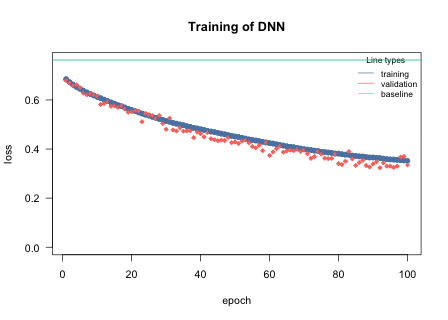 Training of DNN
Line types
training
validation
baseline
0.6
0.4
0.2
0.0
loss
0 20 40 60 80 100
epoch